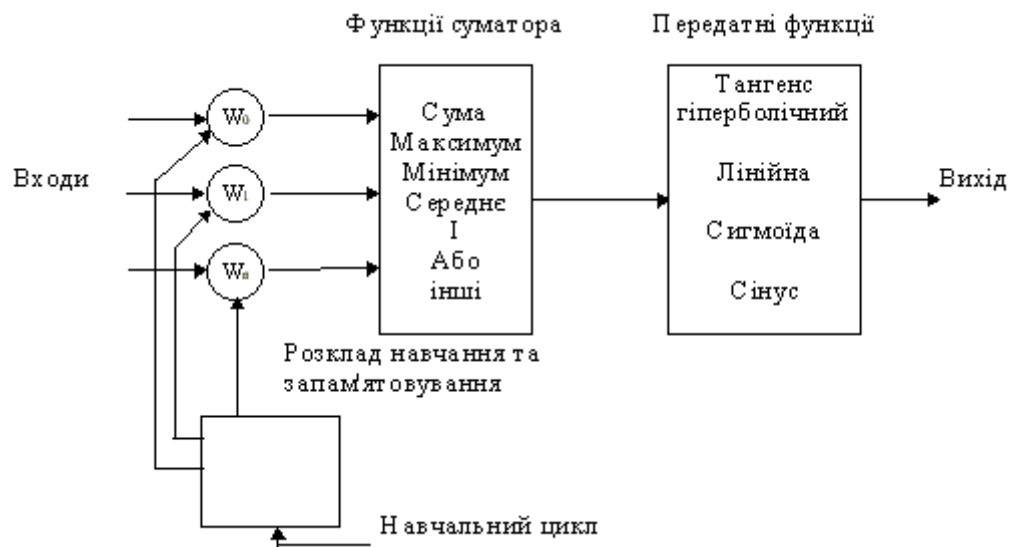 Функції суматора
Передатні функції
Входи
W0
W1
Wn
Сума
Максимум
Мінімум
Середнє
І
Або
інші
Тангенс
гіперболічний
Лінійна
Сигмоїда
Сінус
Вихід
Розклад навчання та
запам'ятовування
Навчальний цикл